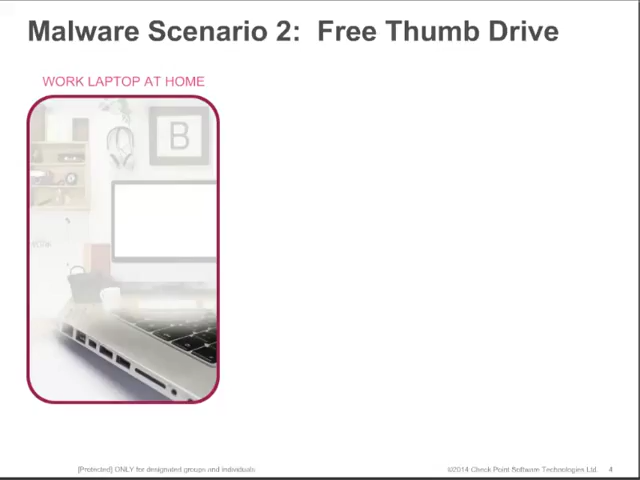 Malware Scenario 2: Free Thumb Drive
WORK LAPTOP AT HOME
B
[Protected] ONLY for designated groups and individuals
©2014 Check Point Software Technologies Ltd. 4